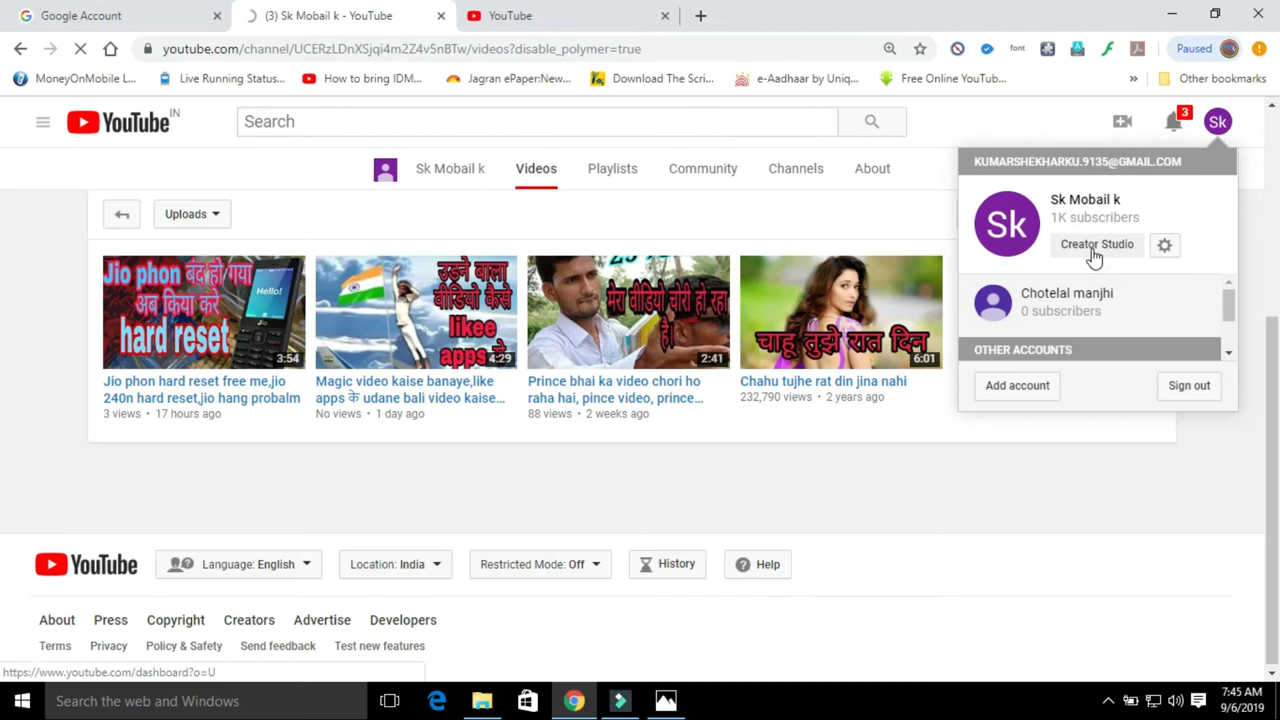 Google Account
(3) Sk Mobail k - YouTube
YouTube
youtube.com/channel/UCERzLDnXSjqi4m2Z4v5nBTw/videos?disable_polymer=true
font
Paused
MoneyOnMobile L...
Live Running Status...
How to bring IDM...
Jagran ePaper:New...
Download The Scri...
e-Aadhaar by Uniq...
Free Online YouTub...
»
Other bookmarks
YouTube IN
Search
3
Sk
Sk Mobail k
Videos
Playlists
Community
Channels
About
KUMARSHEKHARKU.9135@GMAIL.COM
Sk
Sk Mobail k
1K subscribers
Creator Studio
Chotelal manjhi
0 subscribers
OTHER ACCOUNTS
Add account
Sign out
Uploads
Jio phon बंद हो गया
अब किया करे
hard reset
Hello!
3:54
उड़ने वाला
वीडियो कैसे
likee
apps से
4:29
मेरा वीडियो चोरी हो रहा
है।
2:41
चाहू तुझे रात दिन
6:01
Jio phon hard reset free me,jio
240n hard reset,jio hang probalm
3 views • 17 hours ago
Magic video kaise banaye,like
apps के udane bali video kaise...
No views • 1 day ago
Prince bhai ka video chori ho
raha hai, pince video, prince...
88 views • 2 weeks ago
Chahu tujhe rat din jina nahi
232,790 views • 2 years ago
YouTube
Language: English
Location: India
Restricted Mode: Off
History
Help
About
Press
Copyright
Creators
Advertise
Developers
Terms
Privacy
Policy & Safety
Send feedback
Test new features
https://www.youtube.com/dashboard?o=U
Search the web and Windows
7:45 AM
9/6/2019